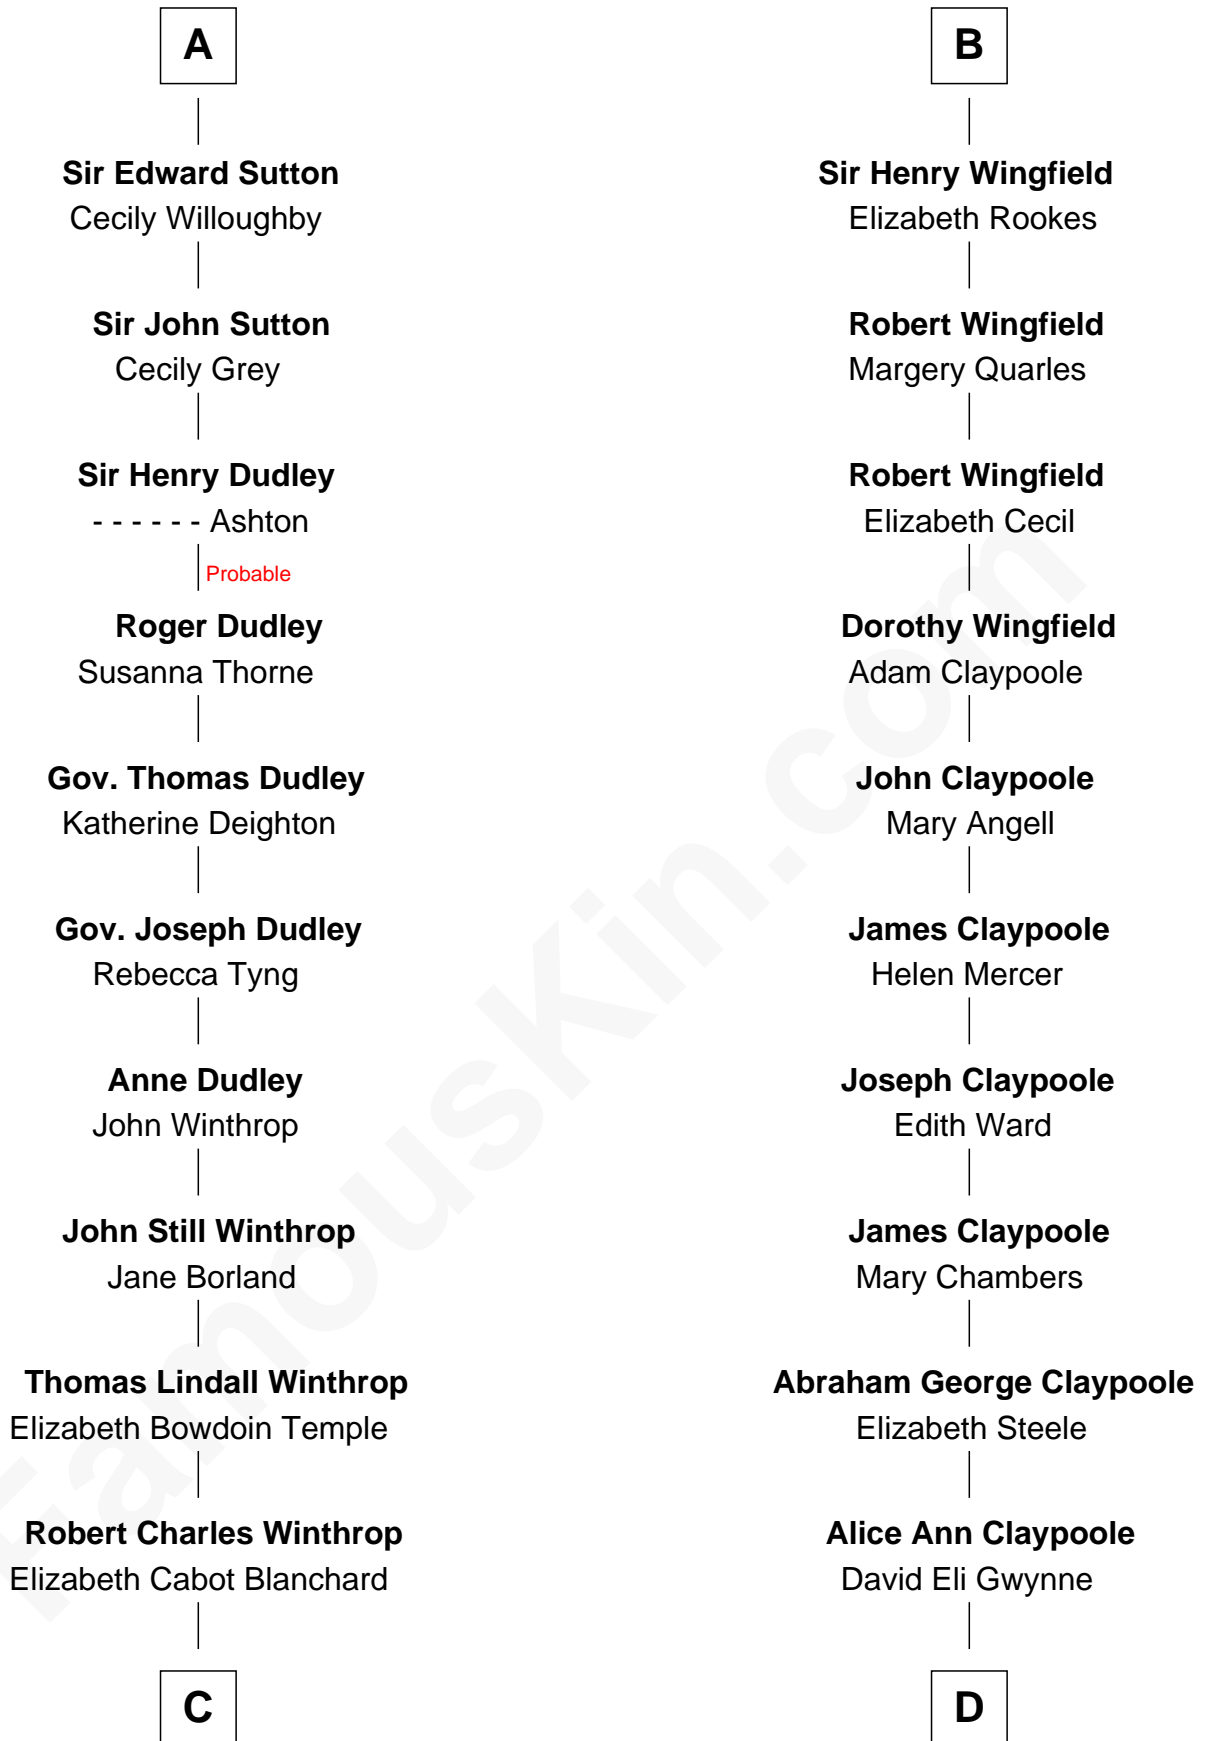 A
Sir Edward Sutton
Cecily Willoughby
Sir John Sutton
Cecily Grey
Sir Henry Dudley
- - - - - - Ashton
Probable
Roger Dudley
Susanna Thorne
Gov. Thomas Dudley
Katherine Deighton
Gov. Joseph Dudley
Rebecca Tyng
Anne Dudley
John Winthrop
John Still Winthrop
Jane Borland
Thomas Lindall Winthrop
Elizabeth Bowdoin Temple
Robert Charles Winthrop
Elizabeth Cabot Blanchard
C
B
Sir Henry Wingfield
Elizabeth Rookes
Robert Wingfield
Margery Quarles
Robert Wingfield
Elizabeth Cecil
Dorothy Wingfield
Adam Claypoole
John Claypoole
Mary Angell
James Claypoole
Helen Mercer
Joseph Claypoole
Edith Ward
James Claypoole
Mary Chambers
Abraham George Claypoole
Elizabeth Steele
Alice Ann Claypoole
David Eli Gwynne
D
FamousKin.com